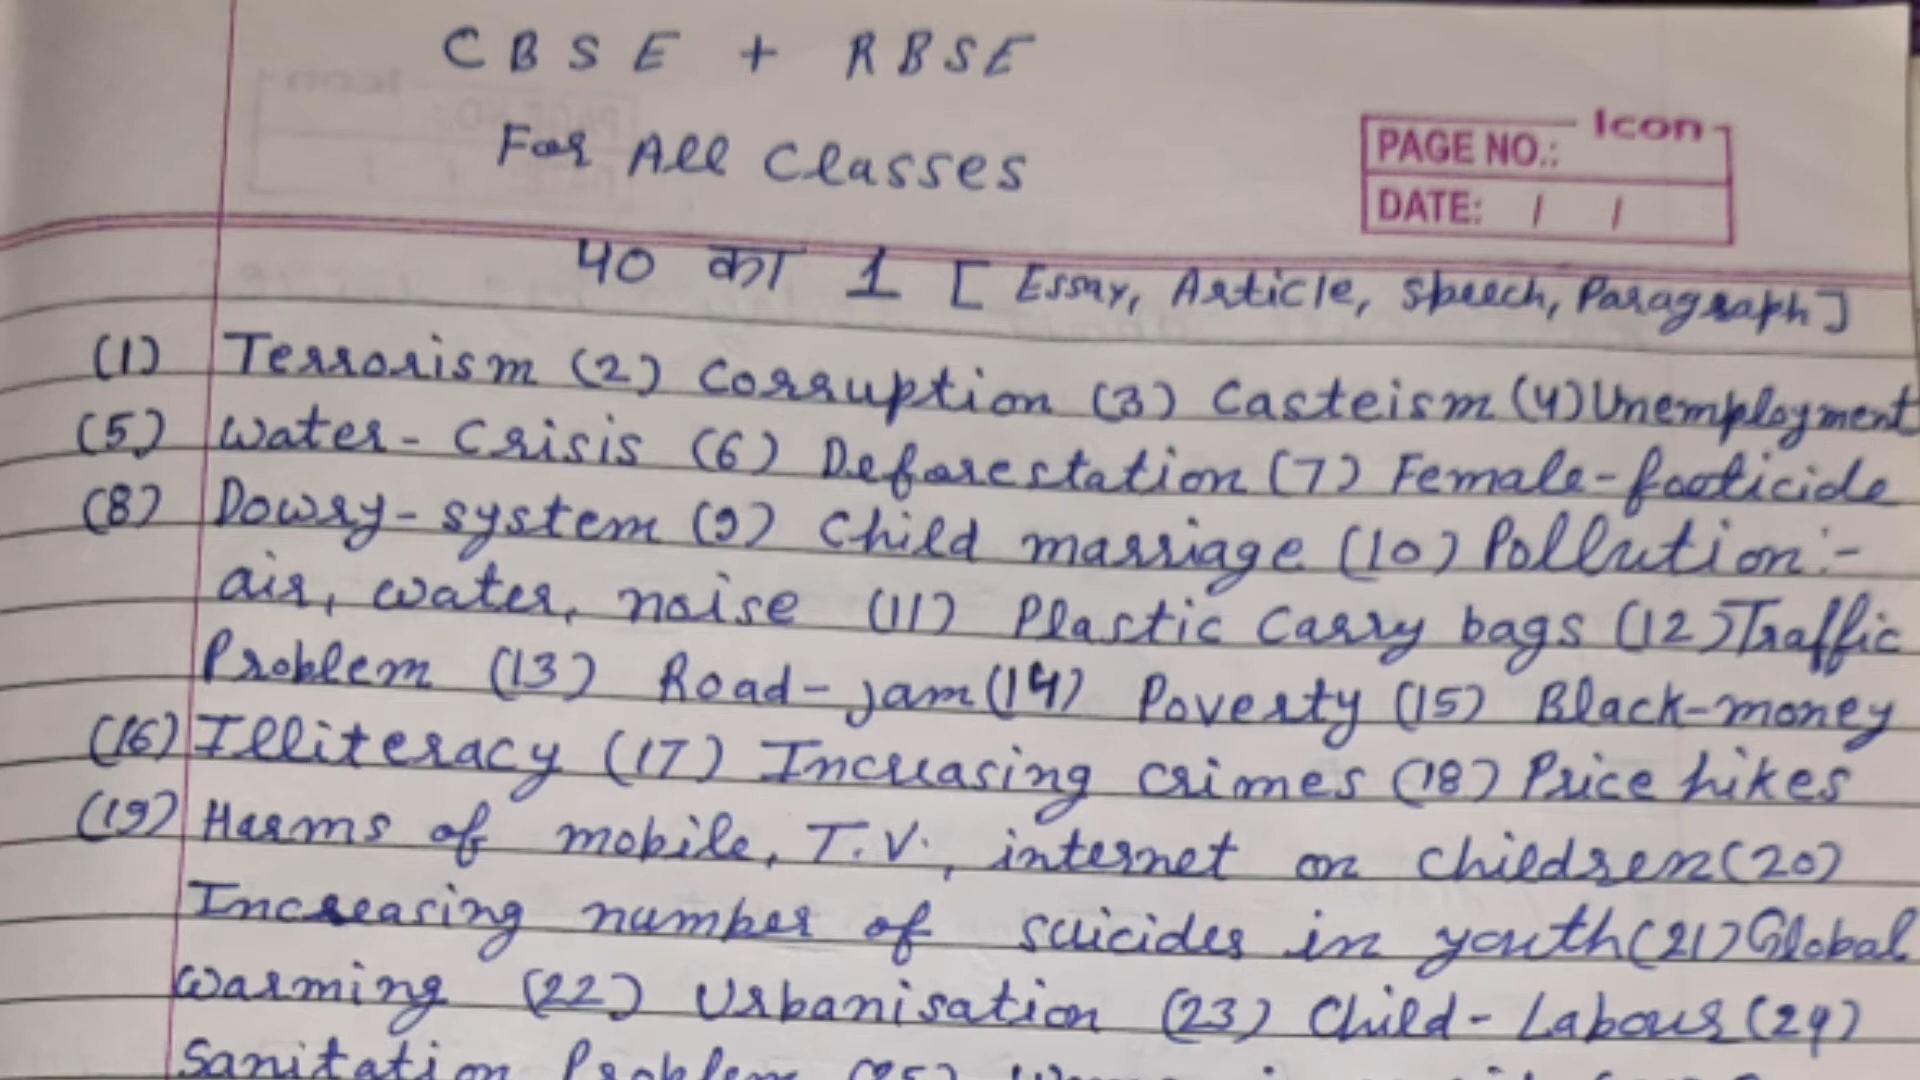 CBSE + RBSE
For All Classes
Icon
PAGE NO.:
DATE: / /
40 का 1 [ Essay, Article, Speech, Paragraph ]
(1) Terrorism (2) Corruption (3) Casteism (4) Unemployment
(5) Water-Crisis (6) Deforestation (7) Female-footicide
(8) Dowry-system (9) Child marriage (10) Pollution:-
air, water, noise (11) Plastic Carry bags (12) Traffic
Problem (13) Road-jam (14) Poverty (15) Black-money
(16) Illiteracy (17) Increasing crimes (18) Price hikes
(19) Harms of mobile, T.V., internet on children (20)
Increasing number of suicides in youth (21) Global
warming (22) Urbanisation (23) Child-Labour (24)
Sanitation Problem (25)